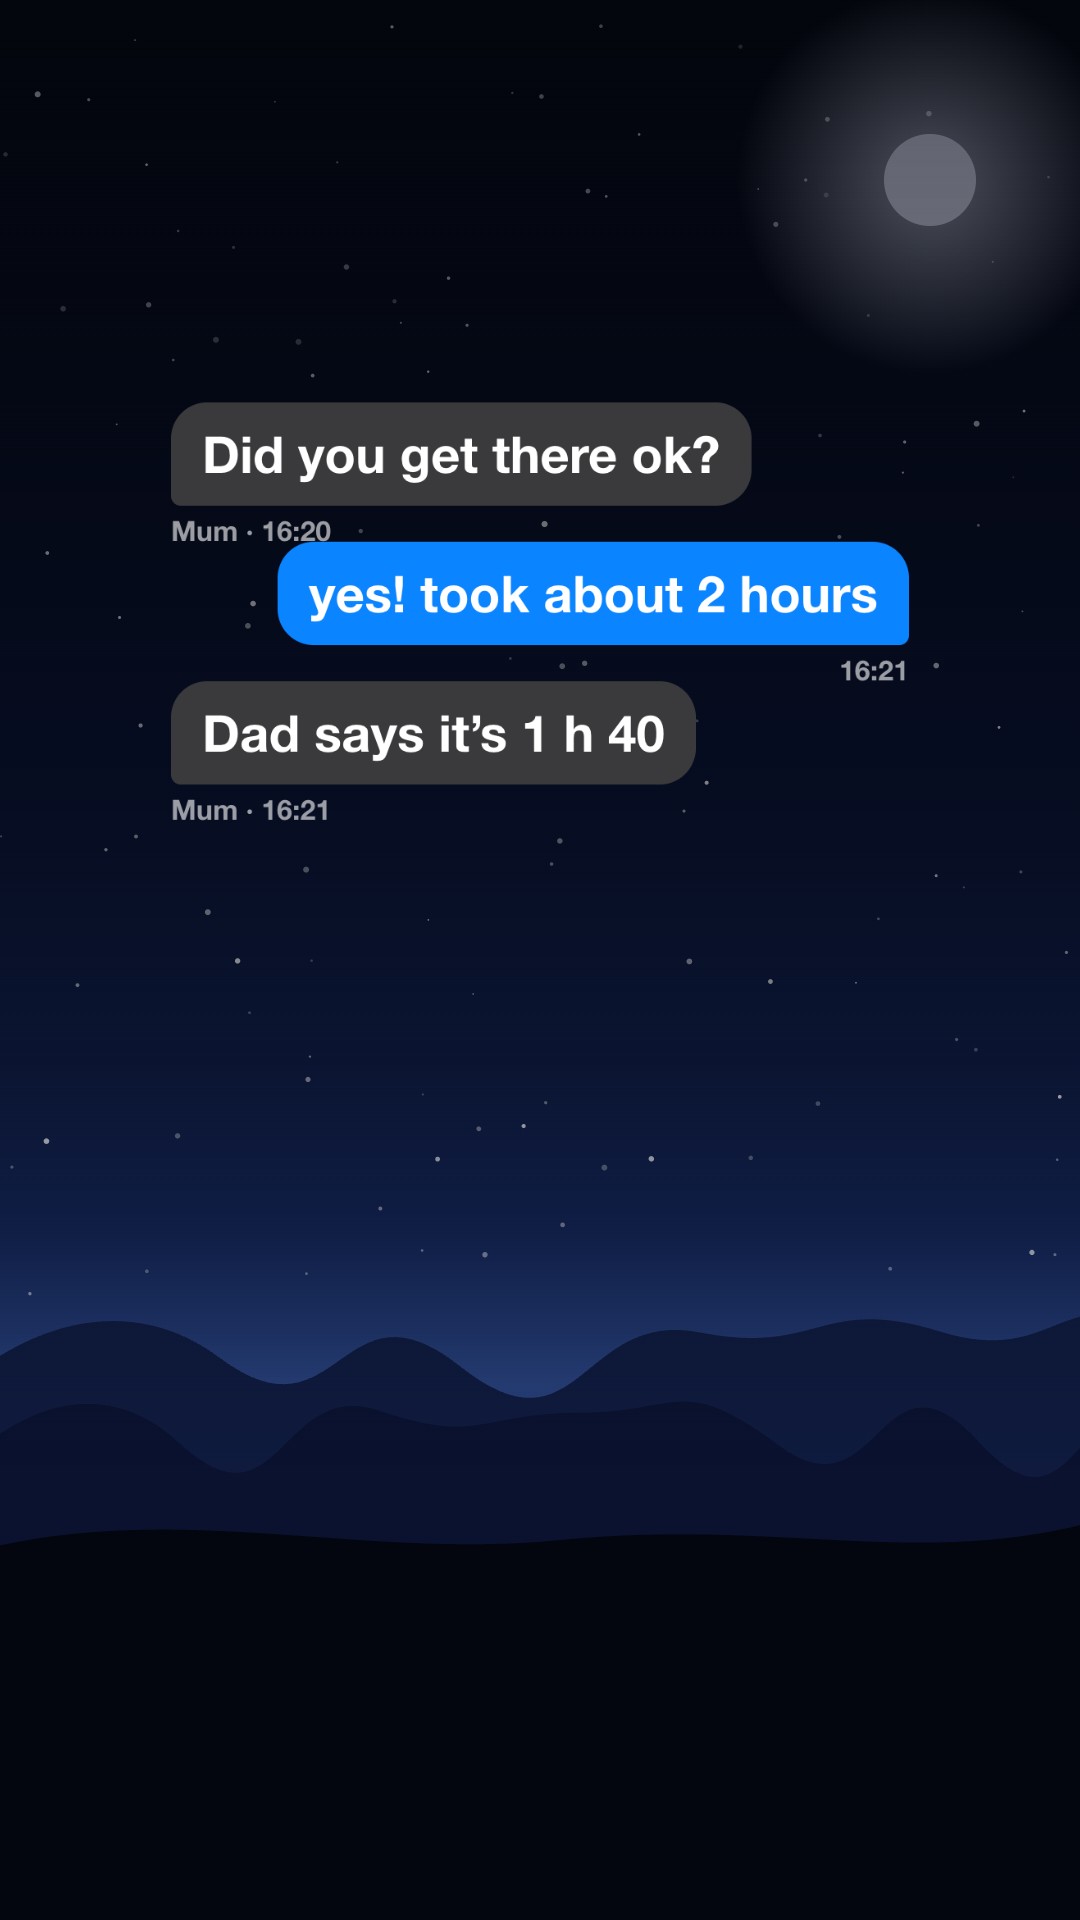 Did you get there ok?
Mum · 16:20
yes! took about 2 hours
16:21
Dad says it’s 1 h 40
Mum · 16:21